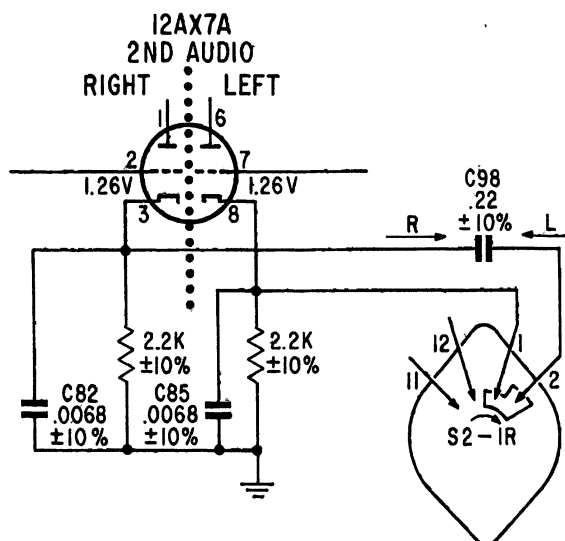 12AX7A
2ND AUDIO
RIGHT LEFT
1 6
2 7
1.26V 1.26V
3 8
C98
.22
±10%
R L
2.2K
±10%
2.2K
±10%
C82
.0068
±10%
C85
.0068
±10%
12 1
11 2
S2-1R